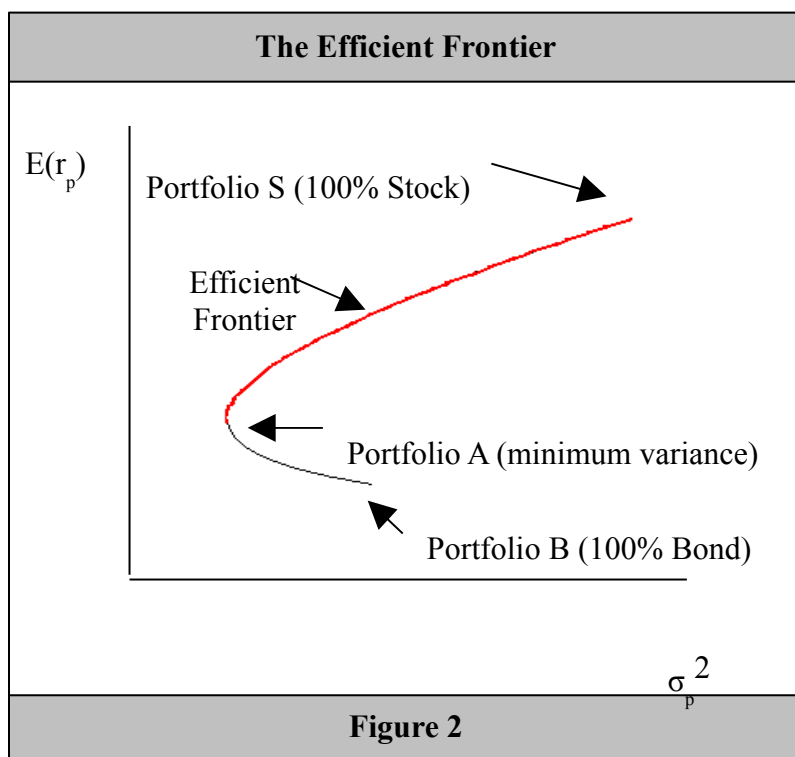 The Efficient Frontier
E(rₚ)
Portfolio S (100% Stock)
Efficient
Frontier
Portfolio A (minimum variance)
Portfolio B (100% Bond)
σₚ²
Figure 2